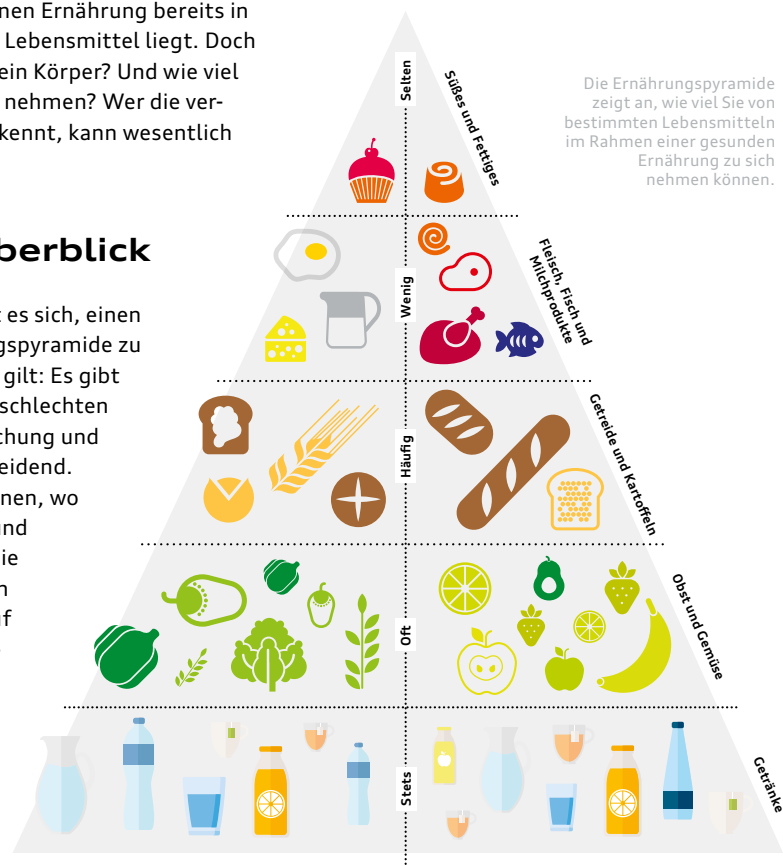 nen Ernährung bereits in
Lebensmittel liegt. Doch
ein Körper? Und wie viel
nehmen? Wer die ver-
kennt, kann wesentlich
Die Ernährungspyramide
zeigt an, wie viel Sie von
bestimmten Lebensmitteln
im Rahmen einer gesunden
Ernährung zu sich
nehmen können.
berblick
es sich, einen
gspyramide zu
gilt: Es gibt
schlechten
chung und
eidend.
nen, wo
und
ie
n
f
Selten
Süßes und Fettiges
Wenig
Fleisch, Fisch und
Milchprodukte
Häufig
Getreide und Kartoffeln
Oft
Obst und Gemüse
Stets
Getränke